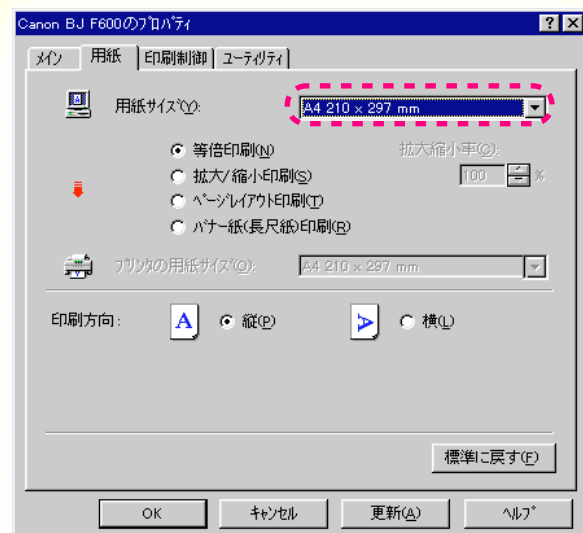 Canon BJ F600のﾌﾟﾛﾊﾟﾃｨ
ﾒｲﾝ 用紙 印刷制御 ﾕｰﾃｨﾘﾃｨ
用紙ｻｲｽﾞ(Y): A4 210 x 297 mm
等倍印刷(N) 拡大縮小率(C):
拡大/縮小印刷(S) 100 %
ﾍﾟｰｼﾞﾚｲｱｳﾄ印刷(T)
ﾊﾞﾅｰ紙(長尺紙)印刷(R)
ﾌﾟﾘﾝﾀの用紙ｻｲｽﾞ(O): A4 210 x 297 mm
印刷方向: A 縦(P) A 横(L)
標準に戻す(F)
OK ｷｬﾝｾﾙ 更新(A) ﾍﾙﾌﾟ